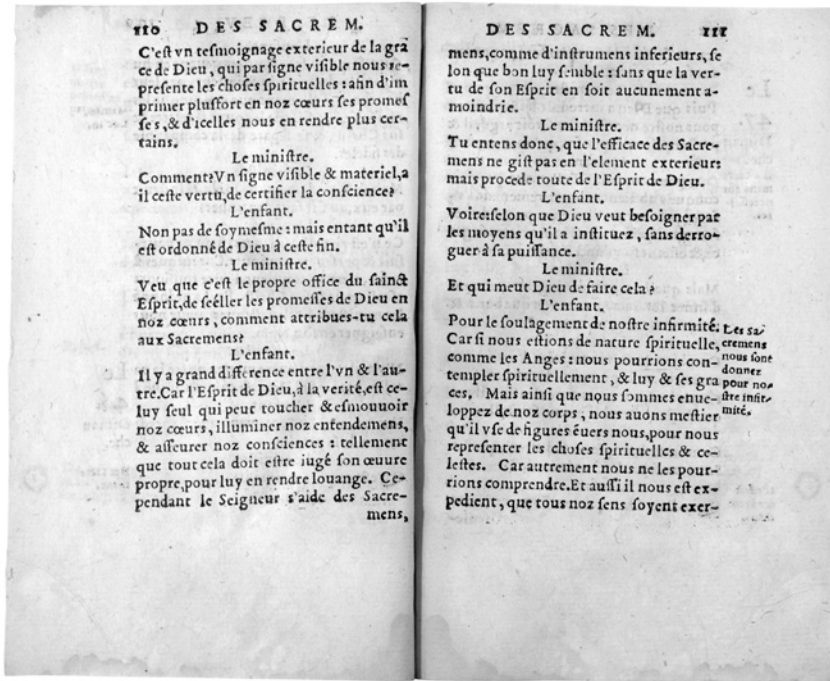 110 DES SACREM.
C'eſt vn teſmoignage exterieur de la gra
ce de Dieu, qui par ſigne viſible nous re-
preſente les choſes ſpirituelles : afin d'im
primer pluſfort en noz cœurs ſes promeſ
ſes, & d'icelles nous en rendre plus cer-
tains.
Le miniſtre.
Comment? Vn ſigne viſible & materiel, a
il ceſte vertu, de certifier la conſcience?
L'enfant.
Non pas de ſoymeſme : mais entant qu'il
eſt ordonné de Dieu à ceſte fin.
Le miniſtre.
Veu que c'eſt le propre office du ſainct
Eſprit, de ſeéller les promeſſes de Dieu en
noz cœurs, comment attribues-tu cela
aux Sacremens?
L'enfant.
Il y a grand difference entre l'vn & l'au-
tre. Car l'Eſprit de Dieu, à la verité, eſt ce-
luy ſeul qui peut toucher & eſmouuoir
noz cœurs, illuminer noz entendemens,
& aſſeurer noz conſciences : tellement
que tout cela doit eſtre iugé ſon œuure
propre, pour luy en rendre louange. Ce-
pendant le Seigneur s'aide des Sacre-
mens,
DES SACREM. 111
mens, comme d'inſtrumens inferieurs, ſe
lon que bon luy ſemble : ſans que la ver-
tu de ſon Eſprit en ſoit aucunement a-
moindrie.
Le miniſtre.
Tu entens donc, que l'efficace des Sacre-
mens ne giſt pas en l'element exterieur:
mais procede toute de l'Eſprit de Dieu.
L'enfant.
Voire: ſelon que Dieu veut beſoigner par
les moyens qu'il a inſtituez, ſans derro-
guer à ſa puiſſance.
Le miniſtre.
Et qui meut Dieu de faire cela?
L'enfant.
Pour le ſoulagement de noſtre infirmité.
Car ſi nous eſtions de nature ſpirituelle,
comme les Anges : nous pourrions con-
templer ſpirituellement, & luy & ſes gra
ces. Mais ainſi que nous ſommes enue-
loppez de noz corps, nous auons meſtier
qu'il vſe de figures éuers nous, pour nous
repreſenter les choſes ſpirituelles & ce-
leſtes. Car autrement nous ne les pour-
rions comprendre. Et auſſi il nous eſt ex-
pedient, que tous noz ſens ſoyent exer-
Les Sa-
cremens
nous ſont
donnez
pour no-
ſtre infir-
mité.